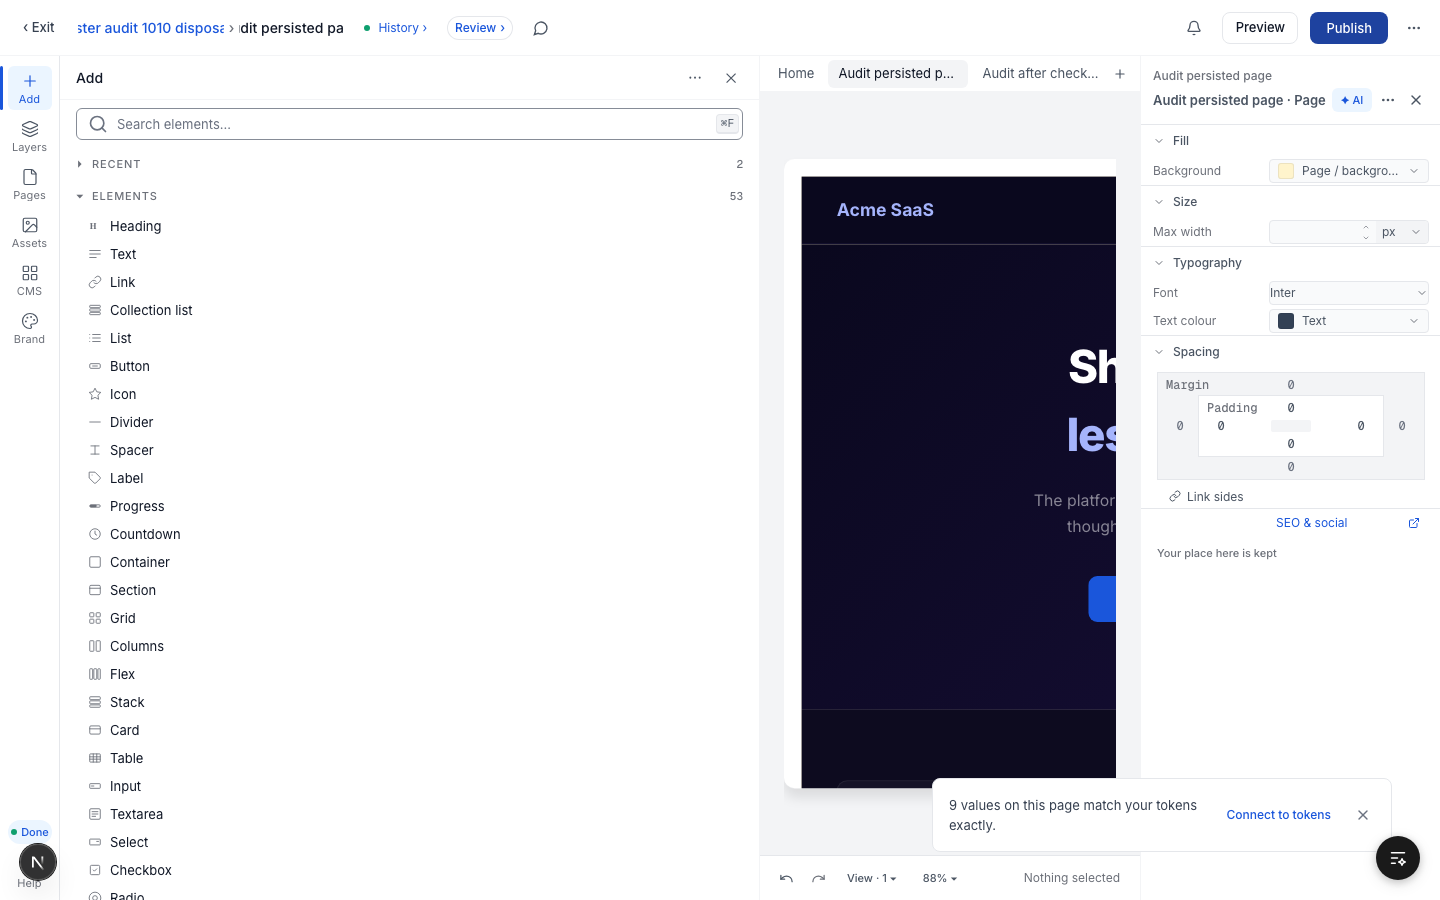 ‹ Exit
ster audit 1010 disposa › dit persisted pa
History ›
Review ›
Preview
Publish
Add
Layers
Pages
Assets
CMS
Brand
Done
N
Help
Add
Search elements...
⌘F
RECENT
2
ELEMENTS
53
Heading
Text
Link
Collection list
List
Button
Icon
Divider
Spacer
Label
Progress
Countdown
Container
Section
Grid
Columns
Flex
Stack
Card
Table
Input
Textarea
Select
Checkbox
Radio
Home
Audit persisted p...
Audit after check...
Acme SaaS
Sh
les
The platfor
though
View · 1
88%
Nothing selected
Audit persisted page
Audit persisted page · Page
AI
Fill
Background
Page / backgro...
Size
Max width
px
Typography
Font
Inter
Text colour
Text
Spacing
Margin
0
Padding
0
0
0
0
0
0
0
Link sides
SEO & social
Your place here is kept
9 values on this page match your tokens
exactly.
Connect to tokens